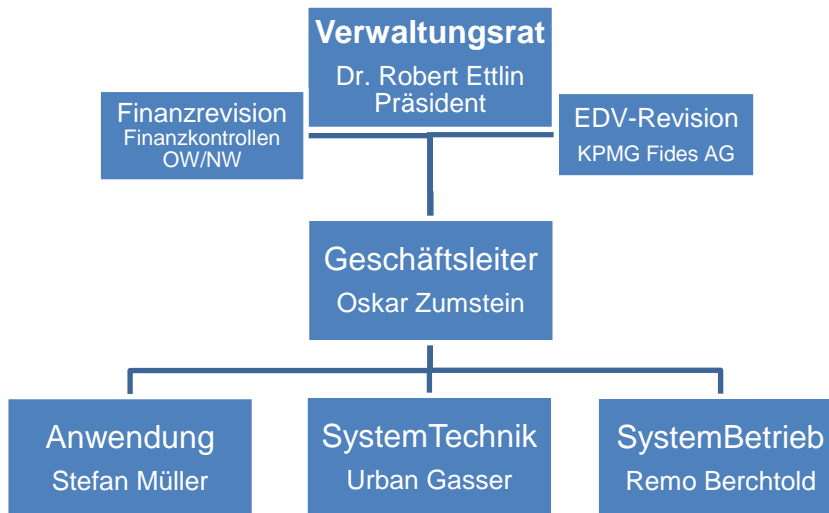 Verwaltungsrat
Dr. Robert Ettlin
Präsident
Finanzrevision
Finanzkontrollen
OW/NW
EDV-Revision
KPMG Fides AG
Geschäftsleiter
Oskar Zumstein
Anwendung
Stefan Müller
SystemTechnik
Urban Gasser
SystemBetrieb
Remo Berchtold